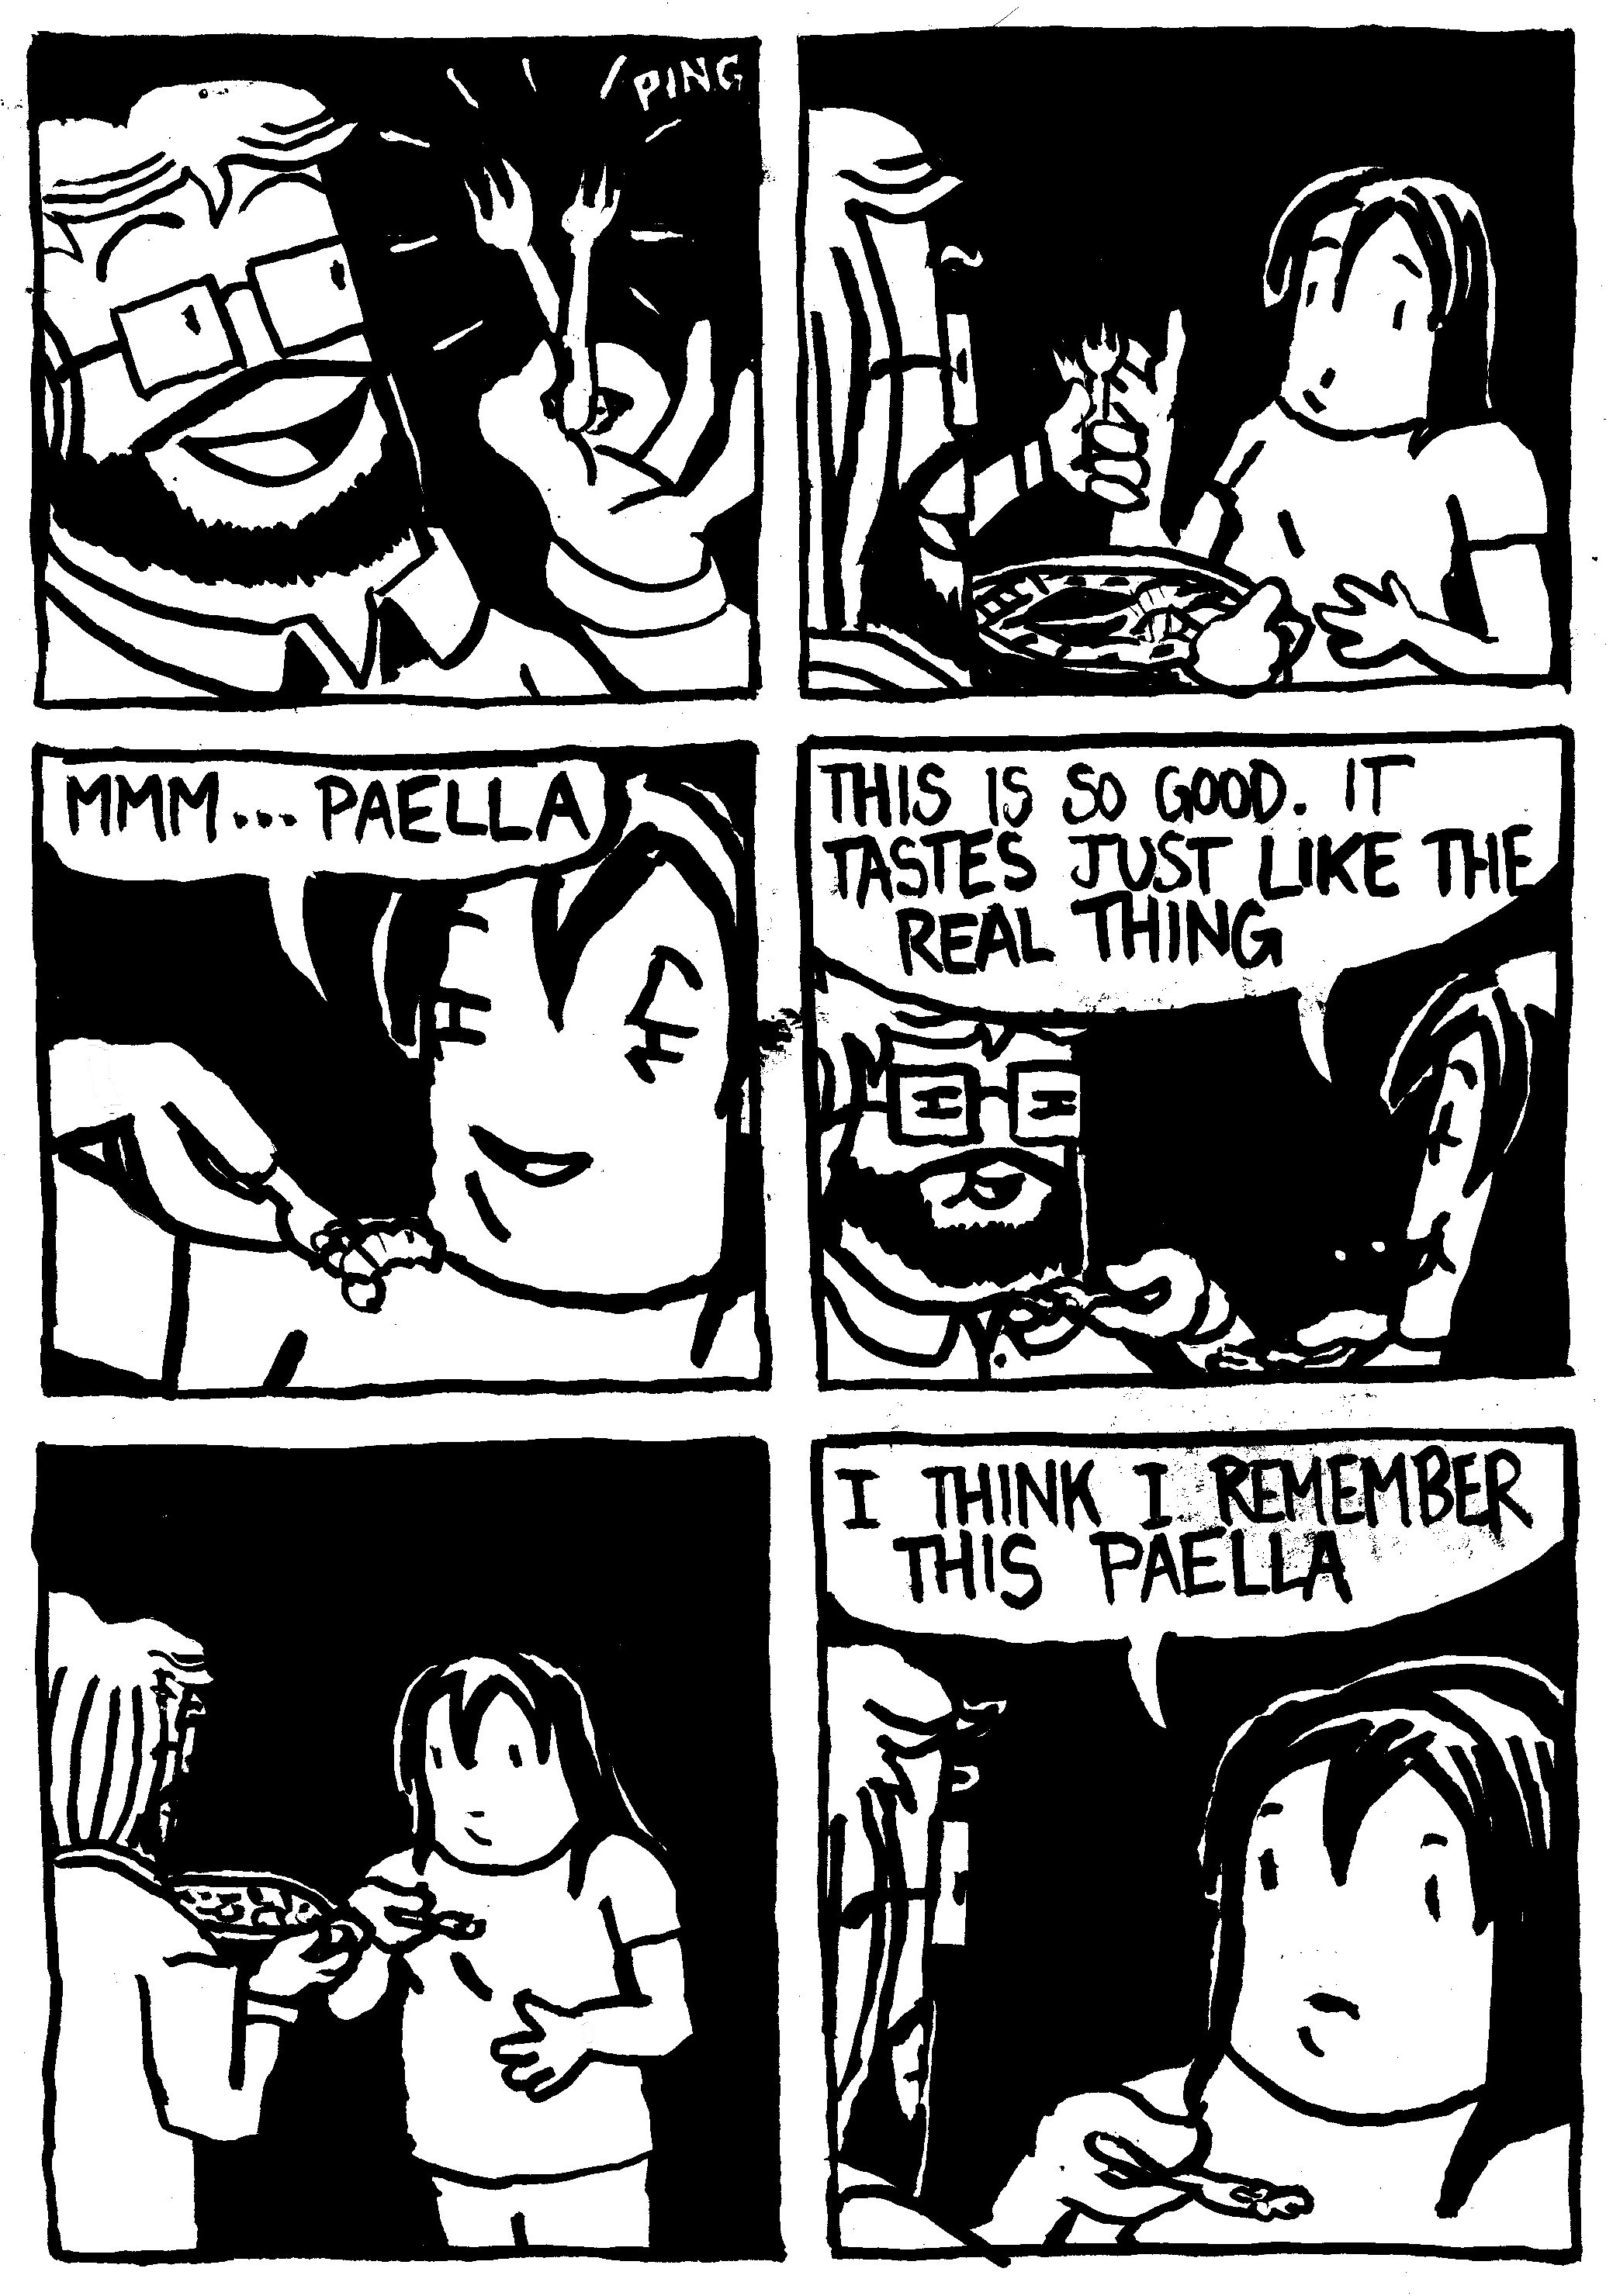 PING
MMM... PAELLA
THIS IS SO GOOD. IT
TASTES JUST LIKE THE
REAL THING
I THINK I REMEMBER
THIS PAELLA